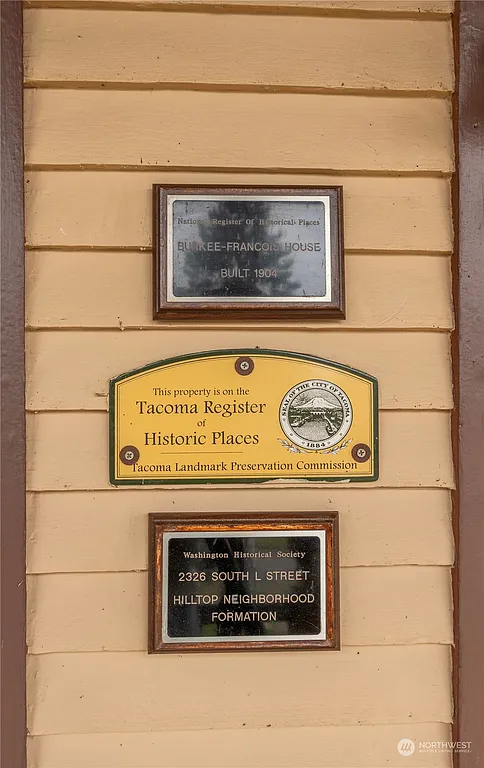 National Register Of Historical Places
BUNKEE-FRANCOIS HOUSE
BUILT 1904
This property is on the
Tacoma Register
of
Historic Places
Tacoma Landmark Preservation Commission
SEAL OF THE CITY OF TACOMA
1884
Washington Historical Society
2326 SOUTH L STREET
HILLTOP NEIGHBORHOOD
FORMATION
NORTHWEST